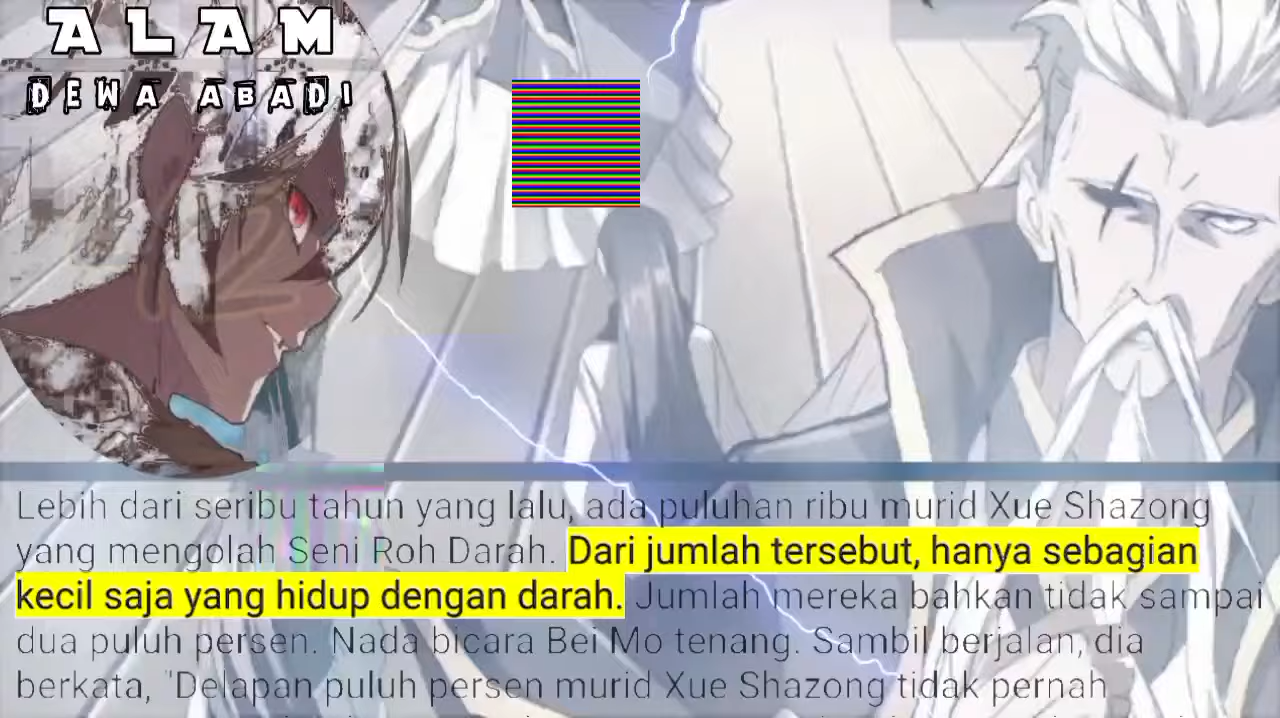 ALAM
DEWA ABADI
Lebih dari seribu tahun yang lalu, ada puluhan ribu murid Xue Shazong
yang mengolah Seni Roh Darah. Dari jumlah tersebut, hanya sebagian
kecil saja yang hidup dengan darah. Jumlah mereka bahkan tidak sampai
dua puluh persen. Nada bicara Bei Mo tenang. Sambil berjalan, dia
berkata, "Delapan puluh persen murid Xue Shazong tidak pernah